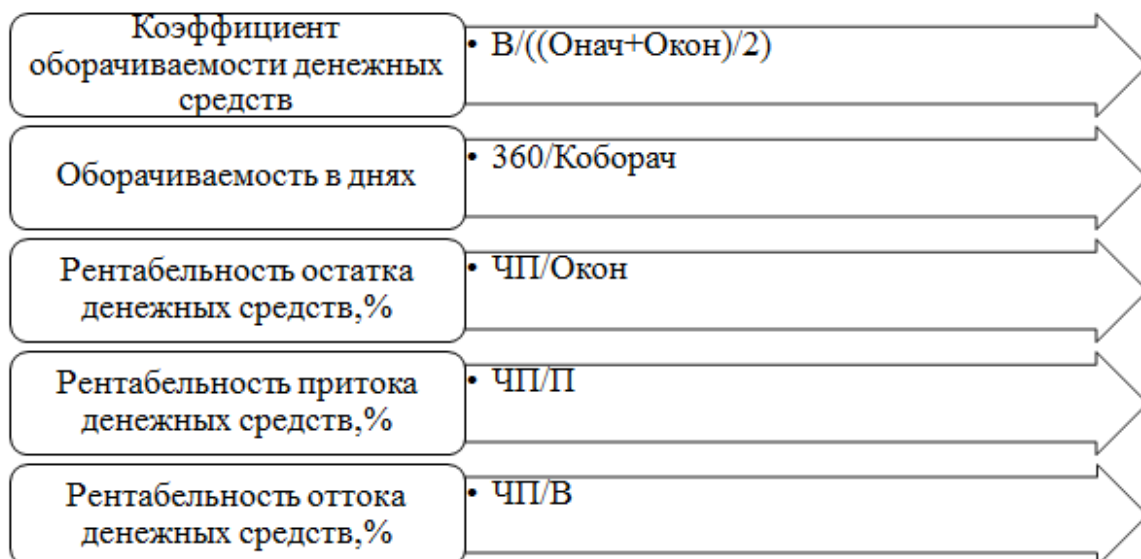 Коэффициент
оборачиваемости денежных
средств
• В/((Онач+Окон)/2)
Оборачиваемость в днях
• 360/Коборач
Рентабельность остатка
денежных средств,%
• ЧП/Окон
Рентабельность притока
денежных средств,%
• ЧП/П
Рентабельность оттока
денежных средств,%
• ЧП/В